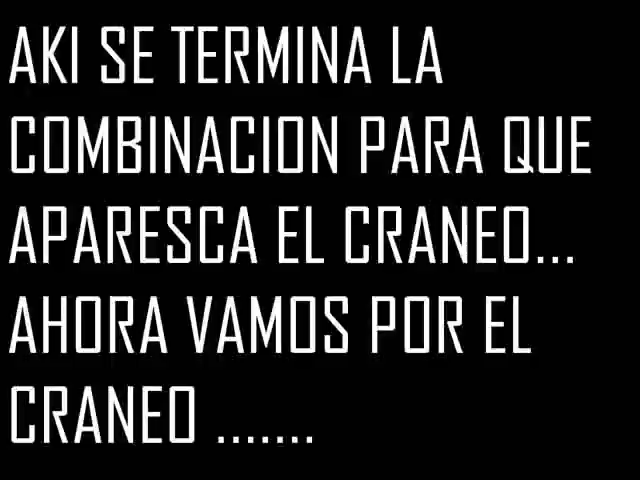 AKI SE TERMINA LA
COMBINACION PARA QUE
APARESCA EL CRANEO...
AHORA VAMOS POR EL
CRANEO .......